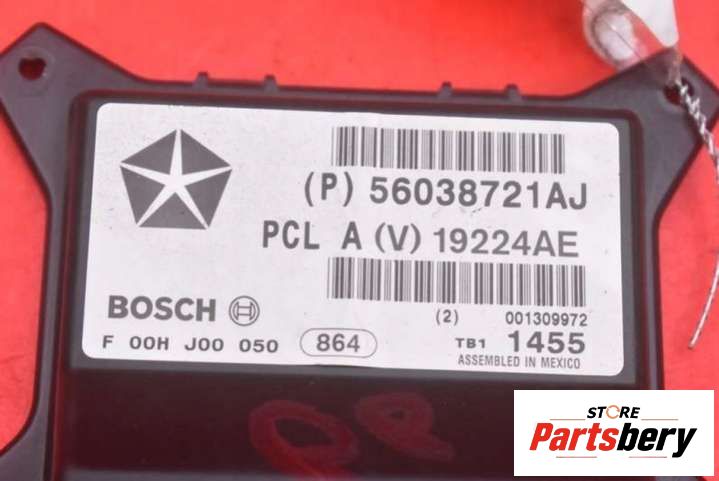 (P) 56038721AJ
PCL A (V) 19224AE
BOSCH
(2) 001309972
F 00H J00 050 864 TB1 1455
ASSEMBLED IN MEXICO
STORE
Partsbery